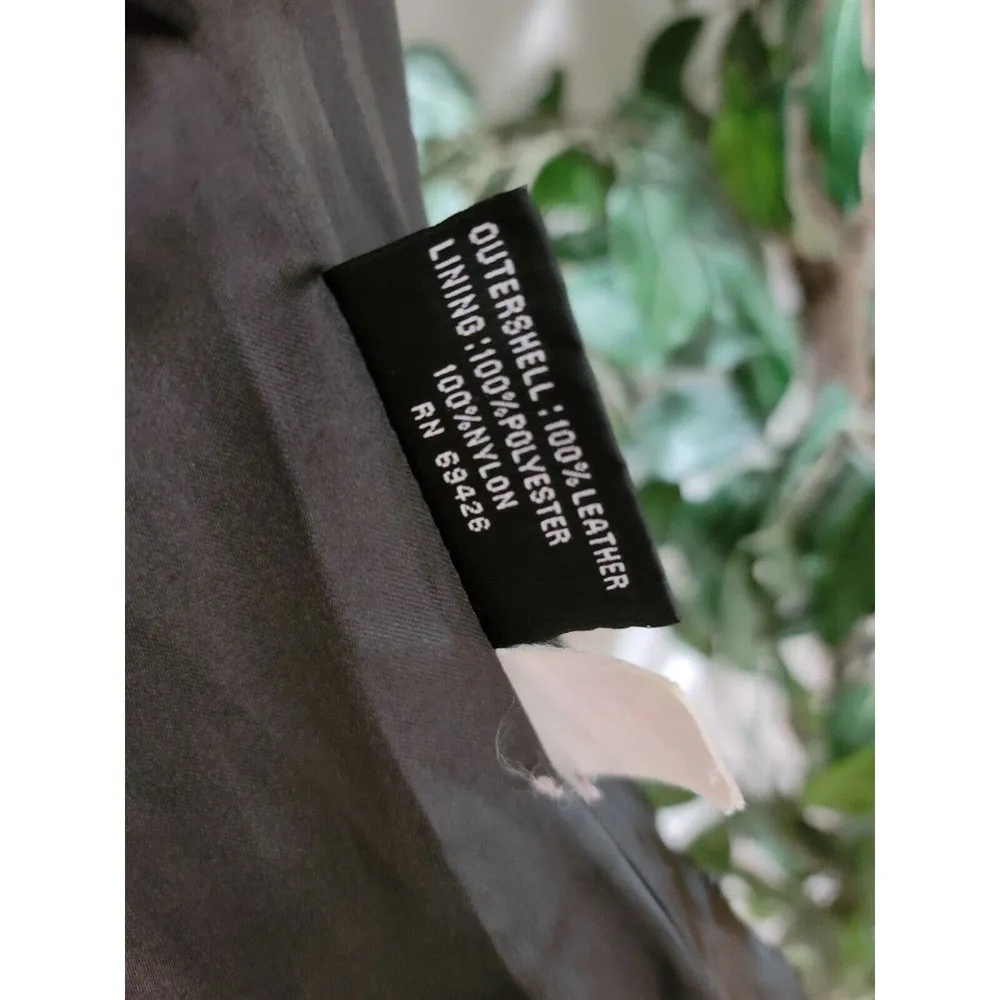 OUTERSHELL:100%LEATHER
LINING:100%POLYESTER
100%NYLON
RN 69426